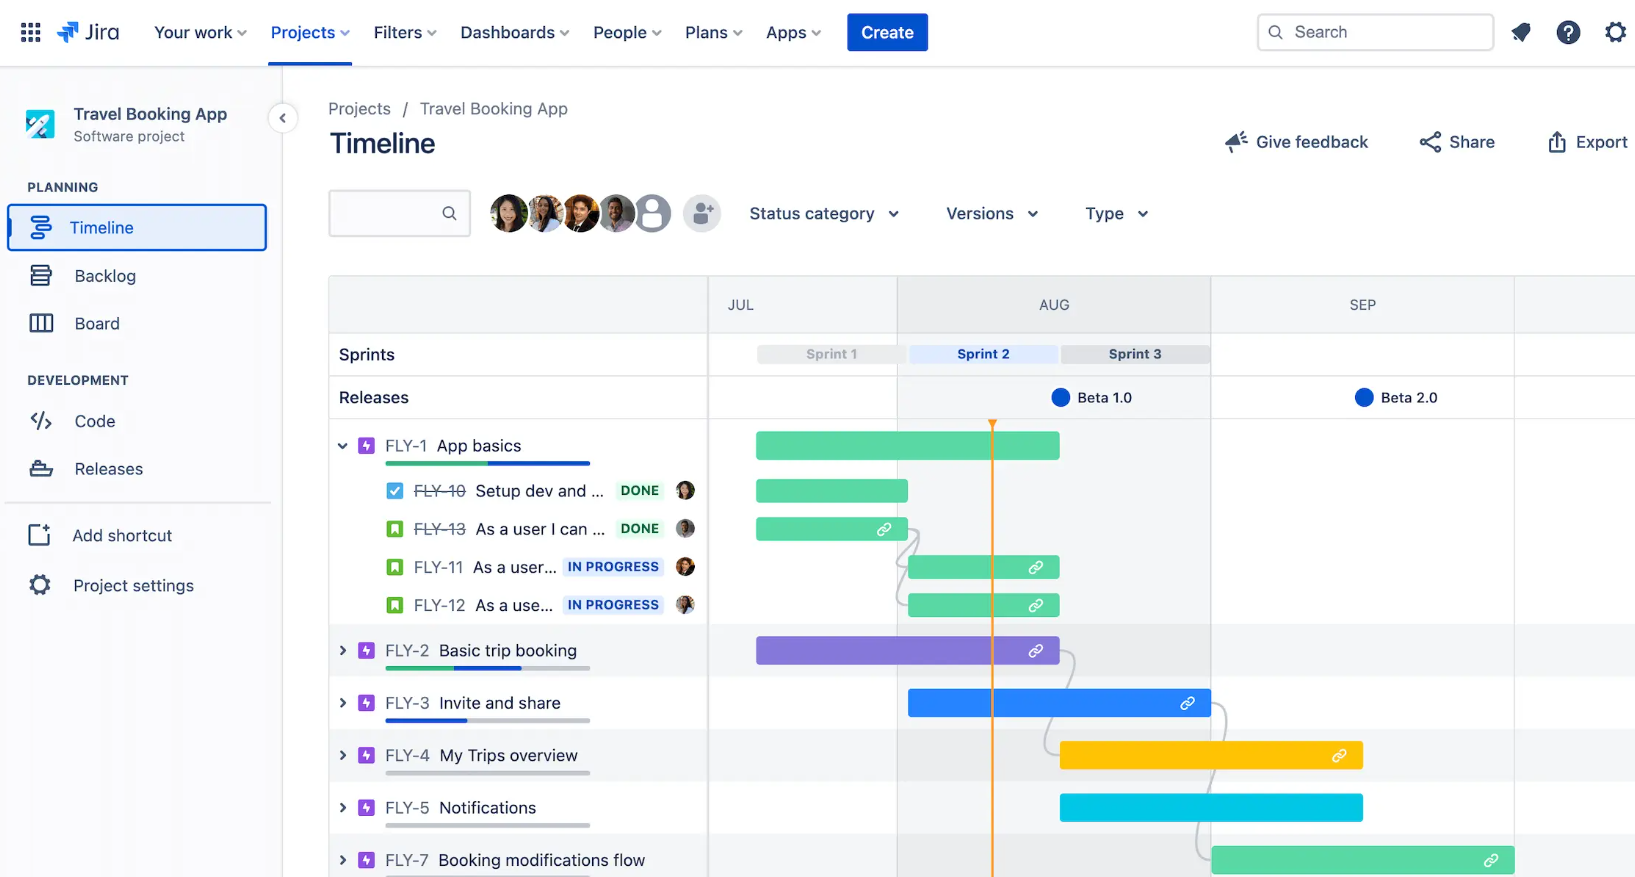 Jira Your work Projects Filters Dashboards People Plans Apps Create Search
Travel Booking App
Software project
PLANNING
Timeline
Backlog
Board
DEVELOPMENT
Code
Releases
Add shortcut
Project settings
Projects / Travel Booking App
Timeline
Give feedback Share Export
Status category Versions Type
JUL AUG SEP
Sprints Sprint 1 Sprint 2 Sprint 3
Releases Beta 1.0 Beta 2.0
FLY-1 App basics
FLY-10 Setup dev and ... DONE
FLY-13 As a user I can ... DONE
FLY-11 As a user... IN PROGRESS
FLY-12 As a use... IN PROGRESS
FLY-2 Basic trip booking
FLY-3 Invite and share
FLY-4 My Trips overview
FLY-5 Notifications
FLY-7 Booking modifications flow